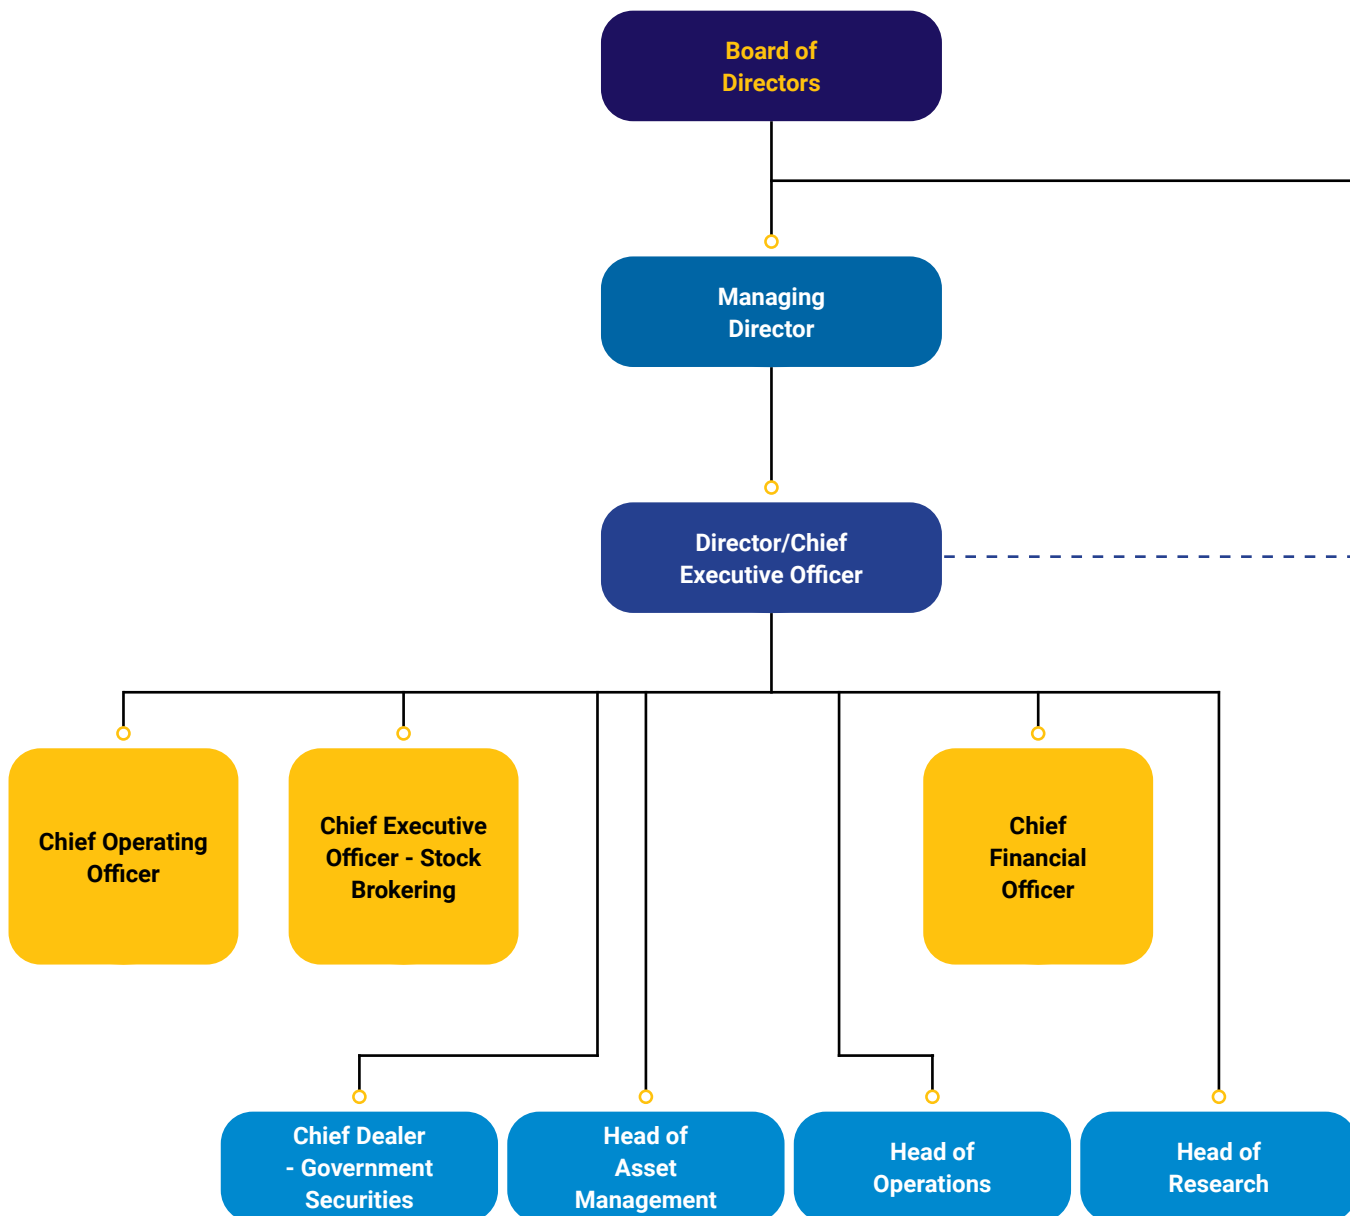 Board of
Directors
Managing
Director
Director/Chief
Executive Officer
Chief Operating
Officer
Chief Executive
Officer - Stock
Brokering
Chief
Financial
Officer
Chief Dealer
- Government
Securities
Head of
Asset
Management
Head of
Operations
Head of
Research